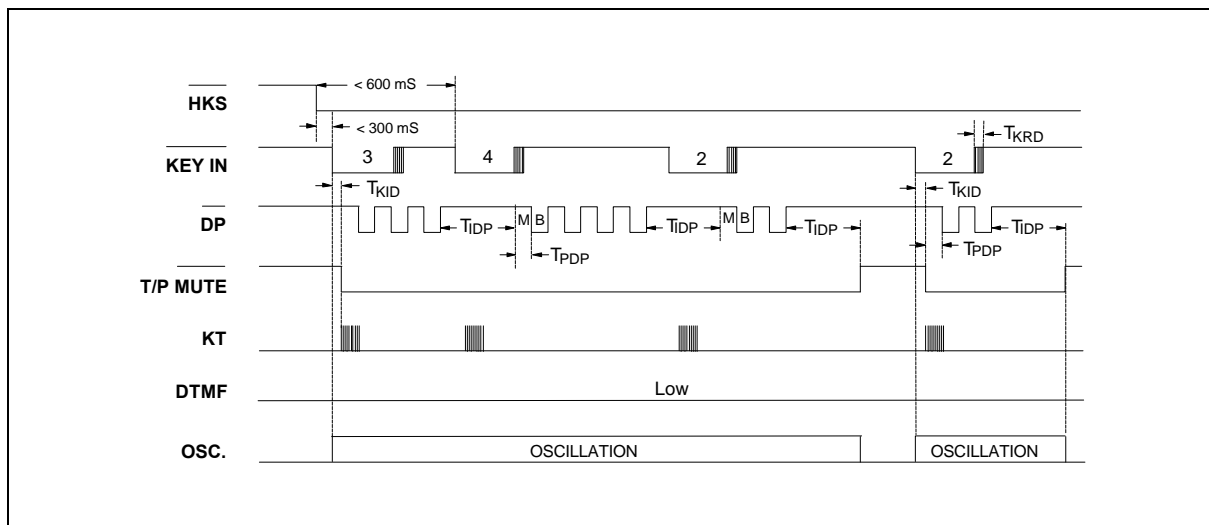 < 600 mS
HKS
< 300 mS
TKRD
KEY IN 3 4 2 2
TKID TKID
DP M B M B
TIDP TIDP TIDP TIDP
TPDP TPDP
T/P MUTE
KT
DTMF Low
OSC. OSCILLATION OSCILLATION